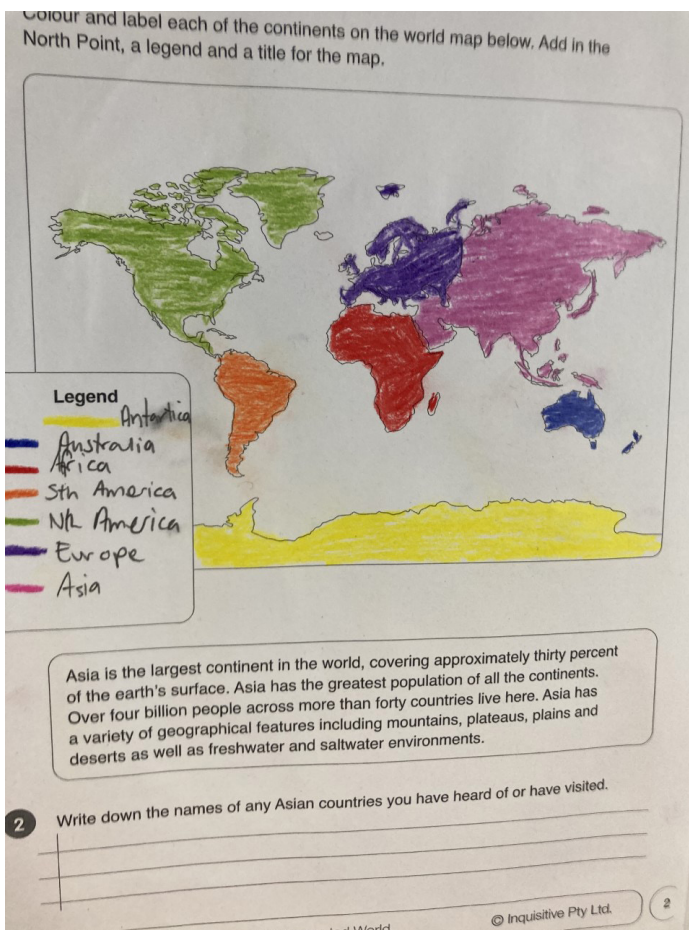 Colour and label each of the continents on the world map below. Add in the
North Point, a legend and a title for the map.
Legend
Antartica
Australia
Africa
Sth America
Nth America
Europe
Asia
Asia is the largest continent in the world, covering approximately thirty percent
of the earth's surface. Asia has the greatest population of all the continents.
Over four billion people across more than forty countries live here. Asia has
a variety of geographical features including mountains, plateaus, plains and
deserts as well as freshwater and saltwater environments.
2 Write down the names of any Asian countries you have heard of or have visited.
World
© Inquisitive Pty Ltd.
2